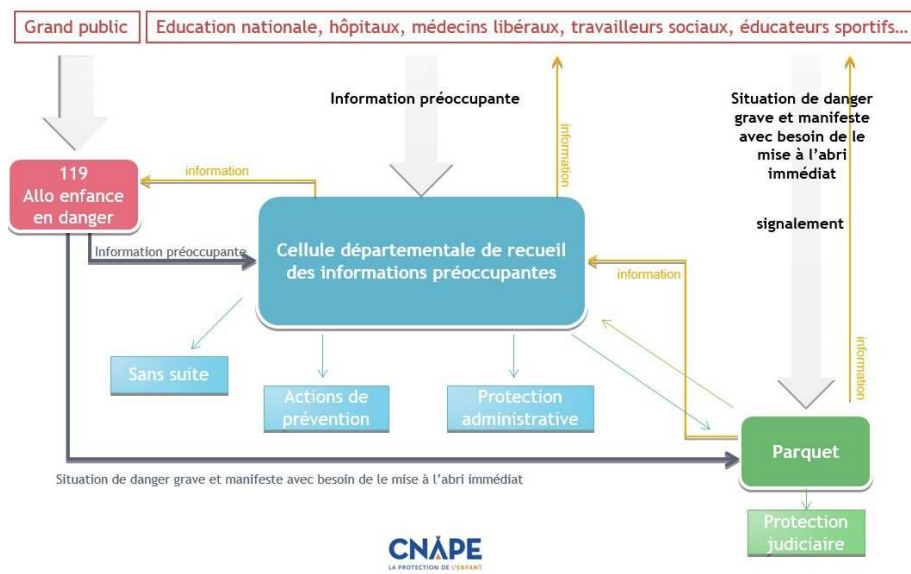 Grand public
Education nationale, hôpitaux, médecins libéraux, travailleurs sociaux, éducateurs sportifs…
Information préoccupante
information
Situation de danger
grave et manifeste
avec besoin de le
mise à l'abri
immédiat
signalement
information
119
Allo enfance
en danger
information
Information préoccupante
Cellule départementale de recueil
des informations préoccupantes
information
Sans suite
Actions de
prévention
Protection
administrative
Parquet
Situation de danger grave et manifeste avec besoin de le mise à l'abri immédiat
Protection
judiciaire
CNAPE
LA PROTECTION DE L'ENFANT